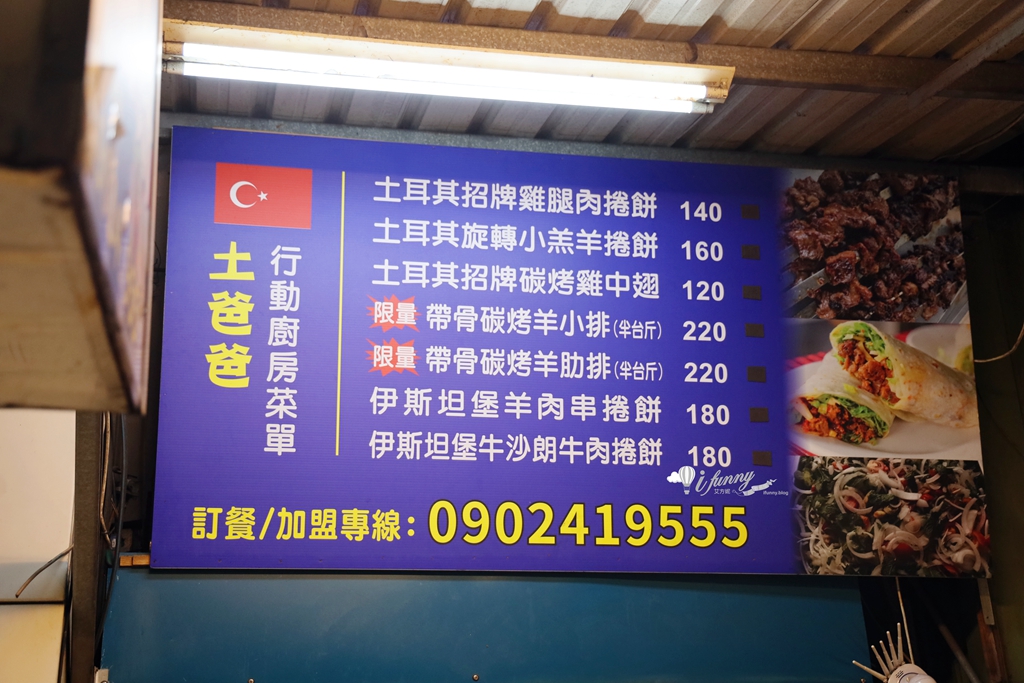 土爸爸
行動廚房菜單
土耳其招牌雞腿肉捲餅 140
土耳其旋轉小羔羊捲餅 160
土耳其招牌碳烤雞中翅 120
限量 帶骨碳烤羊小排(半台斤) 220
限量 帶骨碳烤羊肋排(半台斤) 220
伊斯坦堡羊肉串捲餅 180
伊斯坦堡牛沙朗牛肉捲餅 180
訂餐/加盟專線：0902419555
i funny
艾方妮
ifunny.blog